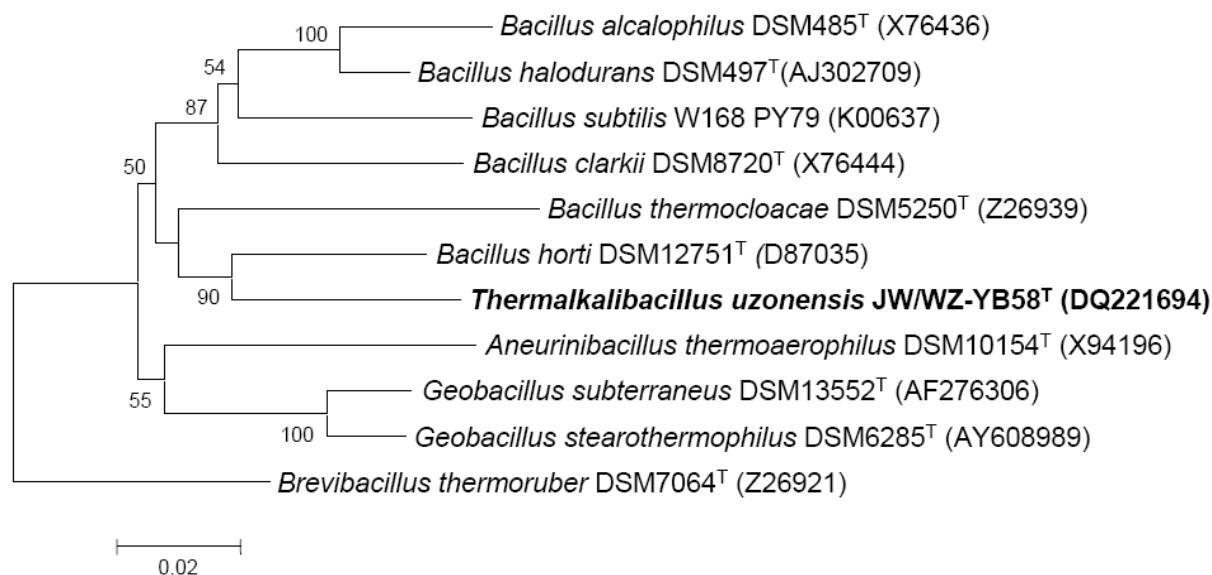 100
Bacillus alcalophilus DSM485ᵀ (X76436)
54
Bacillus halodurans DSM497ᵀ(AJ302709)
87
Bacillus subtilis W168 PY79 (K00637)
50
Bacillus clarkii DSM8720ᵀ (X76444)
Bacillus thermocloacae DSM5250ᵀ (Z26939)
Bacillus horti DSM12751ᵀ (D87035)
90
Thermalkalibacillus uzonensis JW/WZ-YB58ᵀ (DQ221694)
Aneurinibacillus thermoaerophilus DSM10154ᵀ (X94196)
55
Geobacillus subterraneus DSM13552ᵀ (AF276306)
100
Geobacillus stearothermophilus DSM6285ᵀ (AY608989)
Brevibacillus thermoruber DSM7064ᵀ (Z26921)
0.02